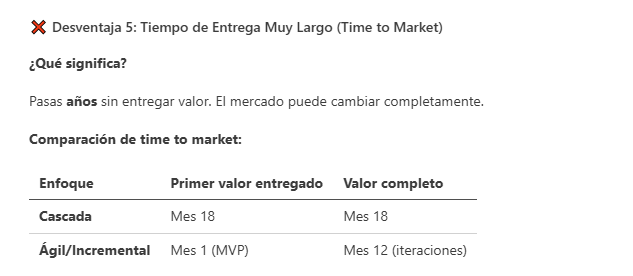 ❌ Desventaja 5: Tiempo de Entrega Muy Largo (Time to Market)
¿Qué significa?
Pasas años sin entregar valor. El mercado puede cambiar completamente.
Comparación de time to market:
Enfoque Primer valor entregado Valor completo
Cascada Mes 18 Mes 18
Ágil/Incremental Mes 1 (MVP) Mes 12 (iteraciones)